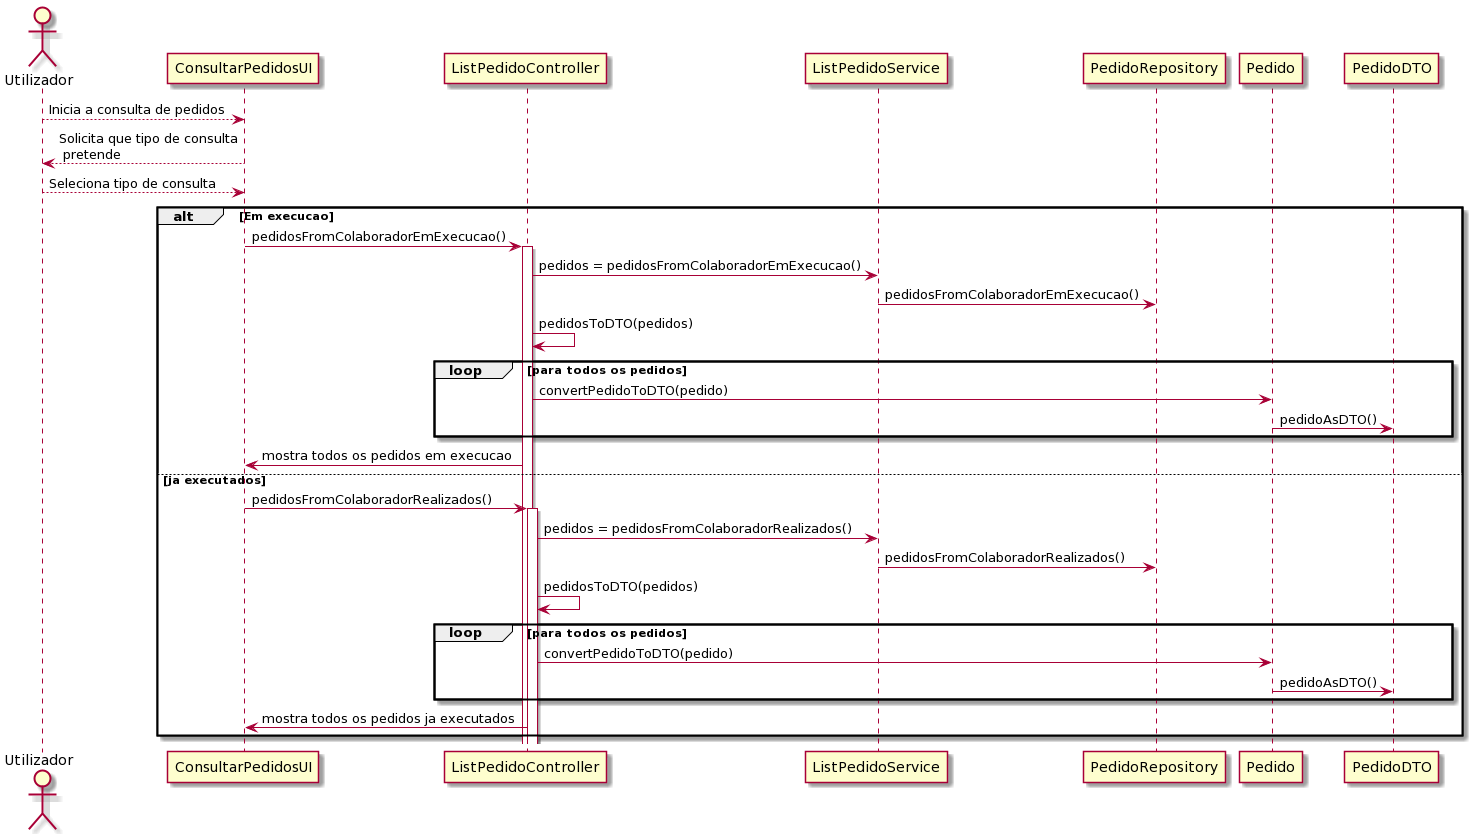 Utilizador
ConsultarPedidosUI
ListPedidoController
ListPedidoService
PedidoRepository
Pedido
PedidoDTO
Inicia a consulta de pedidos
Solicita que tipo de consulta
pretende
Seleciona tipo de consulta
alt [Em execucao]
pedidosFromColaboradorEmExecucao()
pedidos = pedidosFromColaboradorEmExecucao()
pedidosFromColaboradorEmExecucao()
pedidosToDTO(pedidos)
loop [para todos os pedidos]
convertPedidoToDTO(pedido)
pedidoAsDTO()
mostra todos os pedidos em execucao
[ja executados]
pedidosFromColaboradorRealizados()
pedidos = pedidosFromColaboradorRealizados()
pedidosFromColaboradorRealizados()
pedidosToDTO(pedidos)
loop [para todos os pedidos]
convertPedidoToDTO(pedido)
pedidoAsDTO()
mostra todos os pedidos ja executados
Utilizador
ConsultarPedidosUI
ListPedidoController
ListPedidoService
PedidoRepository
Pedido
PedidoDTO